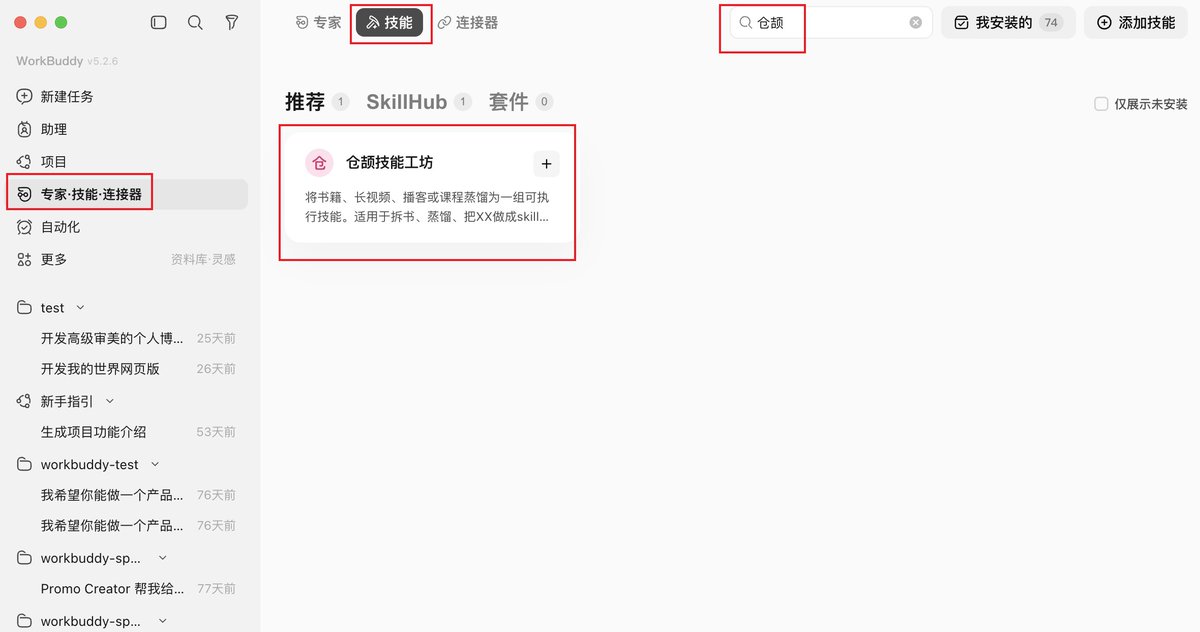 专家
技能
连接器
仓颉
我安装的 74
添加技能
WorkBuddy v5.2.6
新建任务
助理
项目
专家·技能·连接器
自动化
更多 资料库·灵感
test
开发高级审美的个人博... 25天前
开发我的世界网页版 26天前
新手指引
生成项目功能介绍 53天前
workbuddy-test
我希望你能做一个产品... 76天前
我希望你能做一个产品... 76天前
workbuddy-sp...
Promo Creator 帮我给... 77天前
workbuddy-sp...
推荐 1 SkillHub 1 套件 0
仅展示未安装
仓
仓颉技能工坊
将书籍、长视频、播客或课程蒸馏为一组可执
行技能。适用于拆书、蒸馏、把XX做成skill...